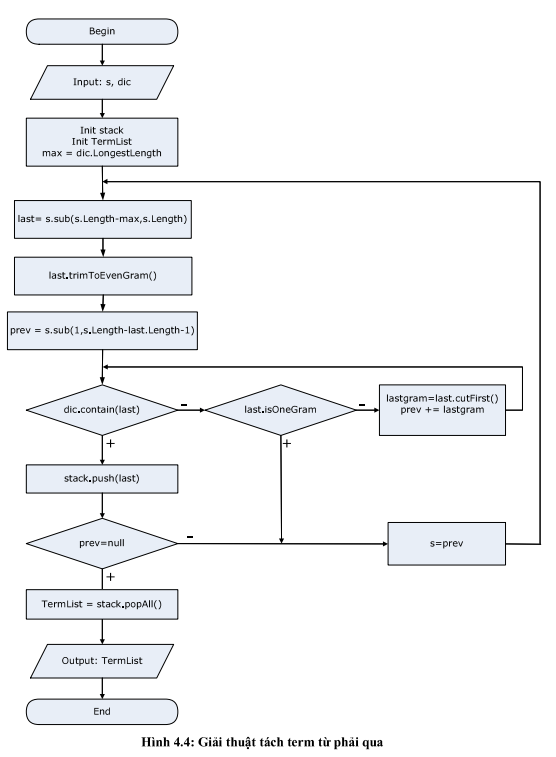 Begin
Input: s, dic
Init stack
Init TermList
max = dic.LongestLength
last= s.sub(s.Length-max,s.Length)
last.trimToEvenGram()
prev = s.sub(1,s.Length-last.Length-1)
dic.contain(last)
-
last.isOneGram
-
lastgram=last.cutFirst()
prev += lastgram
+
+
stack.push(last)
prev=null
-
s=prev
+
TermList = stack.popAll()
Output: TermList
End
Hình 4.4: Giải thuật tách term từ phải qua